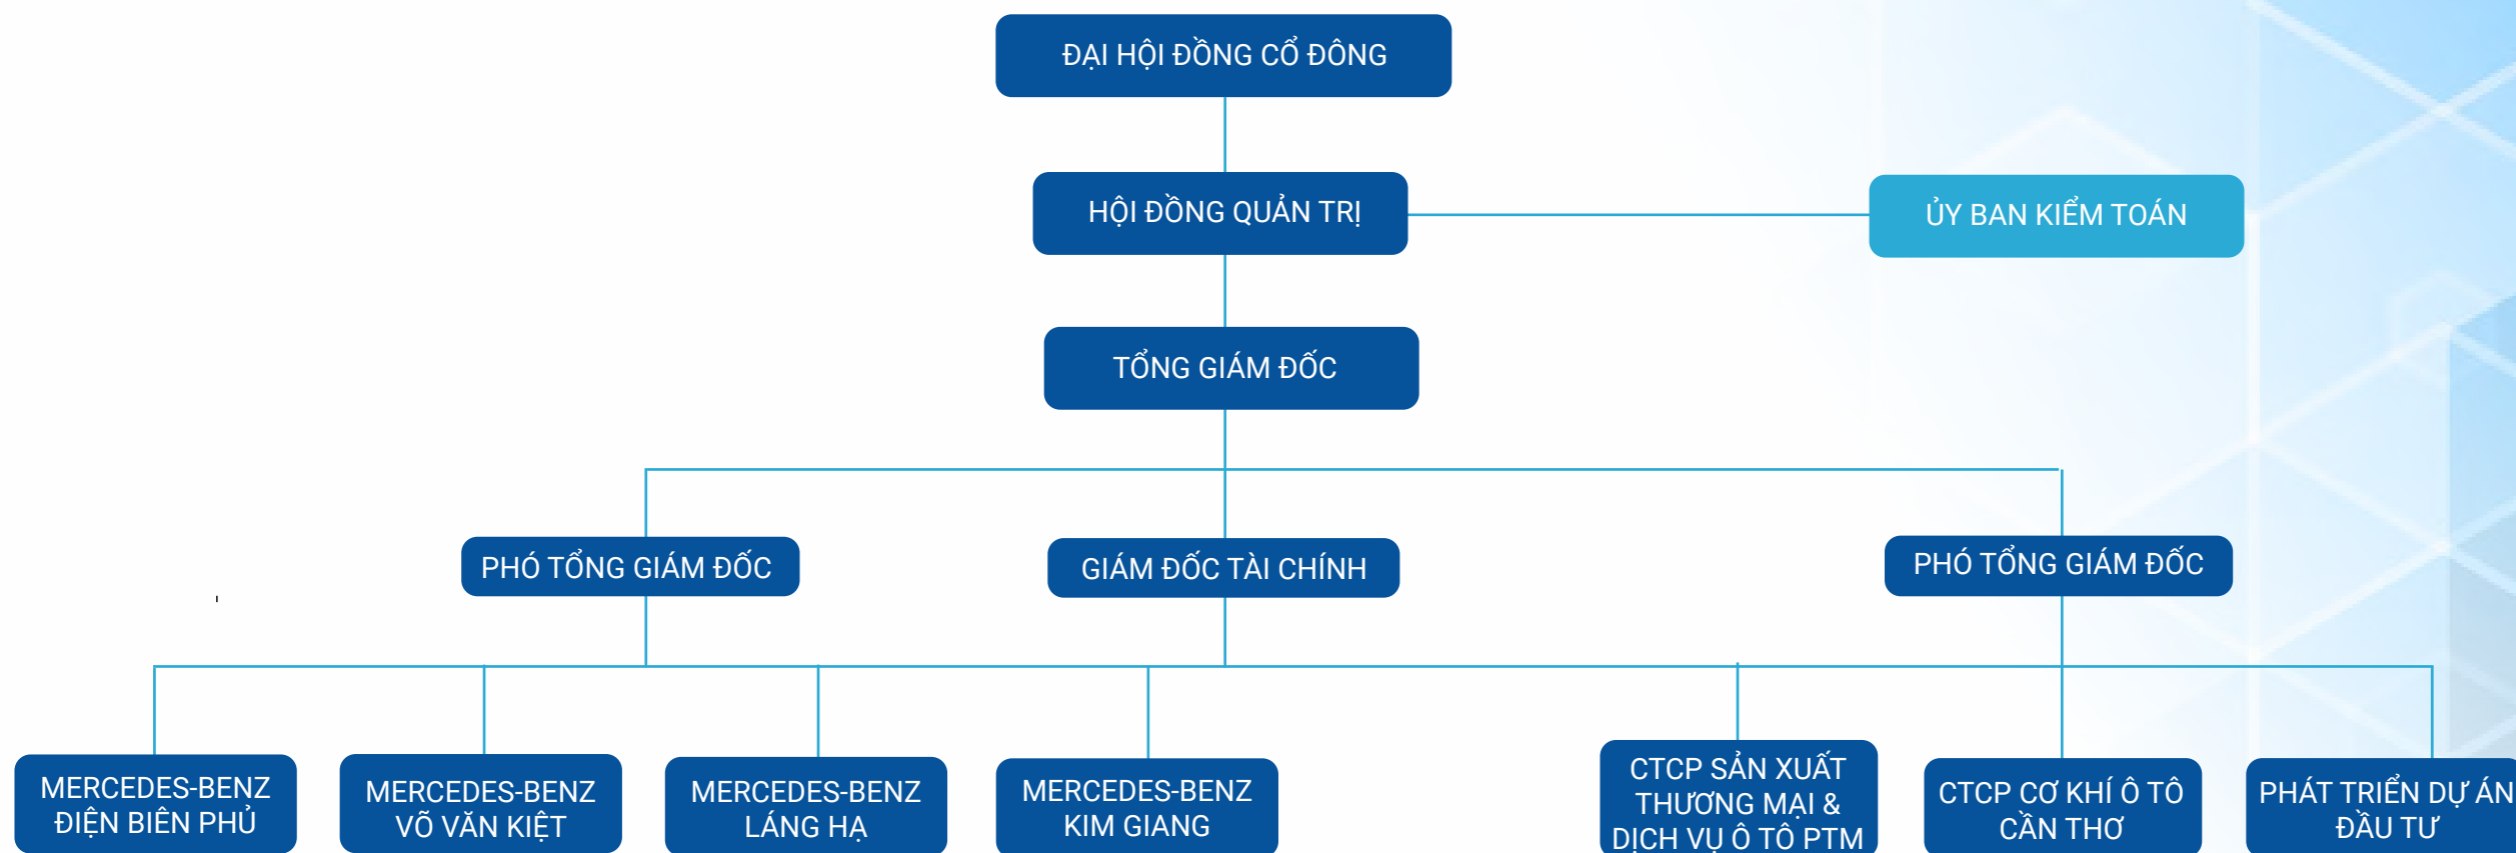 ĐẠI HỘI ĐỒNG CỔ ĐÔNG
HỘI ĐỒNG QUẢN TRỊ
ỦY BAN KIỂM TOÁN
TỔNG GIÁM ĐỐC
PHÓ TỔNG GIÁM ĐỐC
GIÁM ĐỐC TÀI CHÍNH
PHÓ TỔNG GIÁM ĐỐC
MERCEDES-BENZ
ĐIỆN BIÊN PHỦ
MERCEDES-BENZ
VÕ VĂN KIỆT
MERCEDES-BENZ
LÁNG HẠ
MERCEDES-BENZ
KIM GIANG
CTCP SẢN XUẤT
THƯƠNG MẠI &
DỊCH VỤ Ô TÔ PTM
CTCP CƠ KHÍ Ô TÔ
CẦN THƠ
PHÁT TRIỂN DỰ ÁN
ĐẦU TƯ